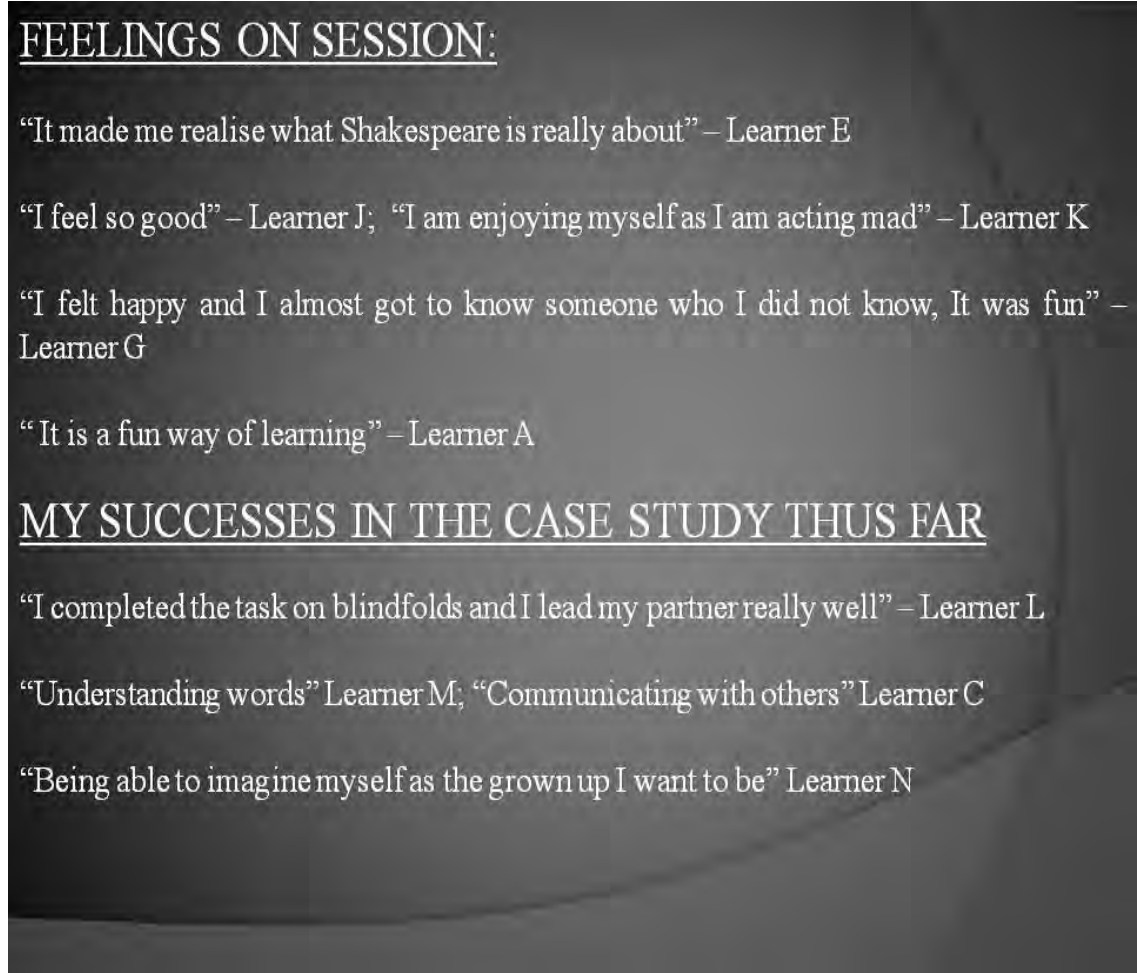 FEELINGS ON SESSION:
“It made me realise what Shakespeare is really about” – Learner E
“I feel so good” – Learner J;  “I am enjoying myself as I am acting mad” – Learner K
“I felt happy and I almost got to know someone who I did not know, It was fun” –
Learner G
“ It is a fun way of learning” – Learner A
MY SUCCESSES IN THE CASE STUDY THUS FAR
“I completed the task on blindfolds and I lead my partner really well” – Learner L
“Understanding words” Learner M; “Communicating with others” Learner C
“Being able to imagine myself as the grown up I want to be” Learner N